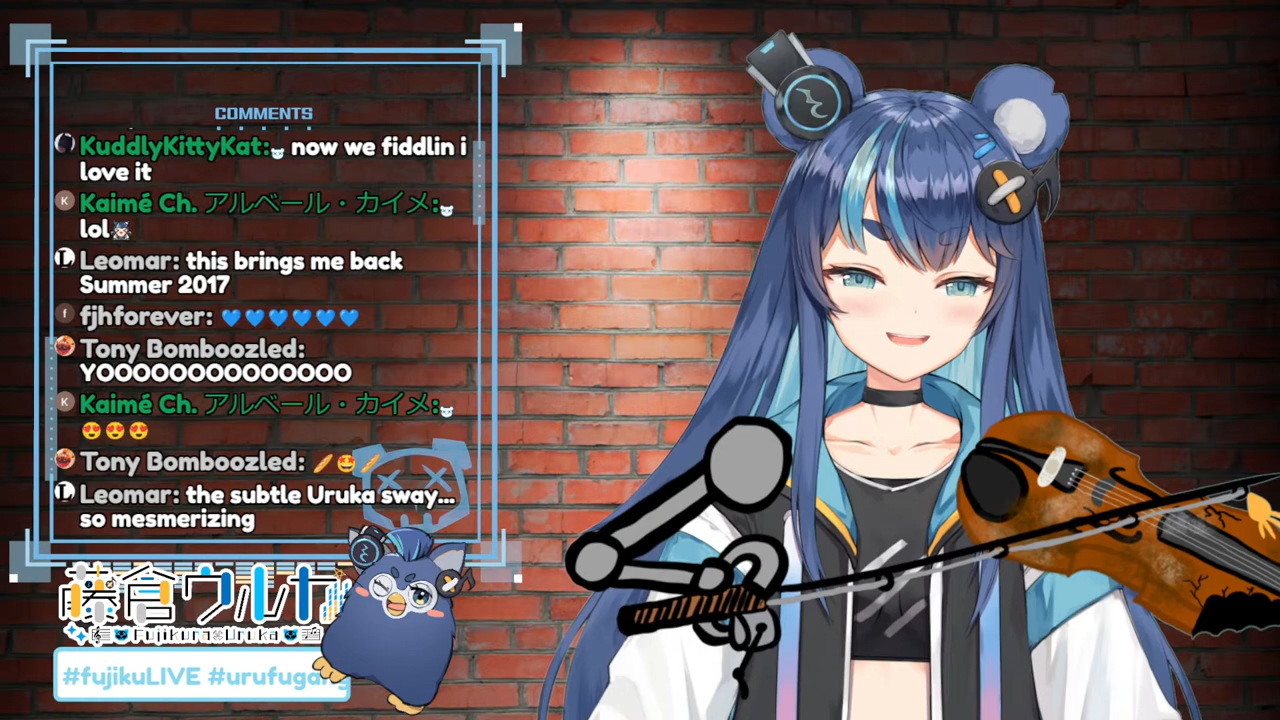 COMMENTS
KuddlyKittyKat: now we fiddlin i
love it
Kaimé Ch. アルベール・カイメ:
lol
Leomar: this brings me back
Summer 2017
fjhforever: 💙💙💙💙💙💙
Tony Bomboozled:
YOOOOOOOOOOOOOO
Kaimé Ch. アルベール・カイメ:
😍😍😍
Tony Bomboozled: 🥖🤩🥖
Leomar: the subtle Uruka sway...
so mesmerizing
藤倉ウルカ
Fujikura Uruka
#fujikuLIVE #urufugang